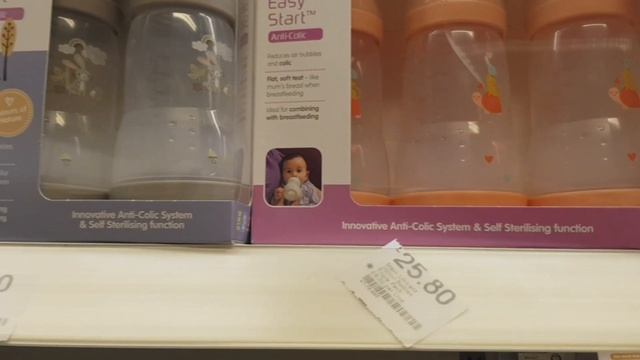 Easy
Start™
Anti-Colic
Reduces air bubbles
and colic
Flat, soft teat - like
mum's breast when
breastfeeding
Ideal for combining
with breastfeeding
Innovative Anti-Colic System
& Self Sterilising function
Innovative Anti-Colic System & Self Sterilising function
£25.80